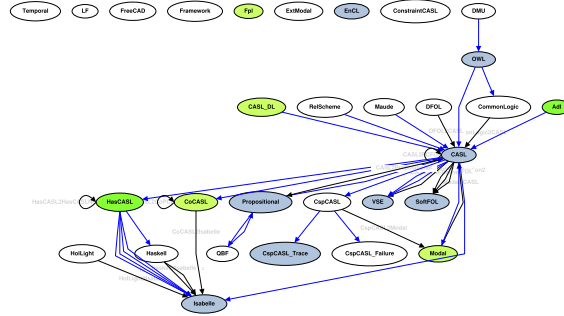 Temporal LF FreeCAD Framework Fpl ExtModal EnCL ConstraintCASL DMU
OWL
CASL_DL RelScheme Maude DFOL CommonLogic Adl
CASL
HasCASL CoCASL Propositional CspCASL VSE SoftFOL
HolLight Haskell QBF CspCASL_Trace CspCASL_Failure Modal
Isabelle